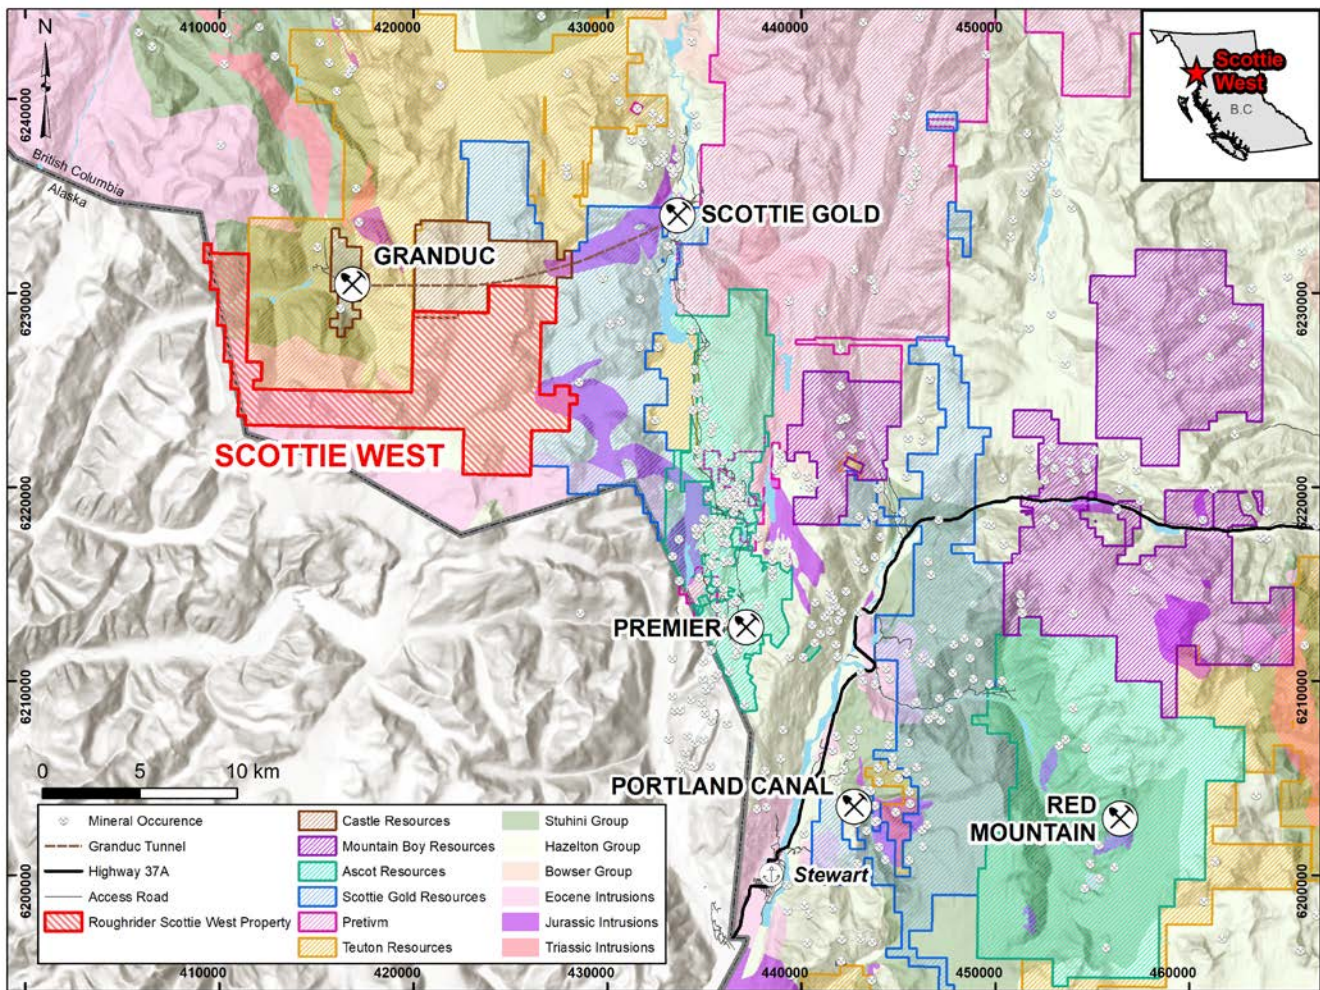 410000
420000
430000
440000
450000
N
Scottie
West
B.C
6240000
British Columbia
Alaska
SCOTTIE GOLD
GRANDUC
6230000
6230000
SCOTTIE WEST
6220000
6220000
PREMIER
6210000
6210000
0 5 10 km
PORTLAND CANAL
RED
MOUNTAIN
Stewart
6200000
6200000
Mineral Occurence
Granduc Tunnel
Highway 37A
Access Road
Roughrider Scottie West Property
Castle Resources
Mountain Boy Resources
Ascot Resources
Scottie Gold Resources
Pretivm
Teuton Resources
Stuhini Group
Hazelton Group
Bowser Group
Eocene Intrusions
Jurassic Intrusions
Triassic Intrusions
410000
420000
430000
440000
450000
460000